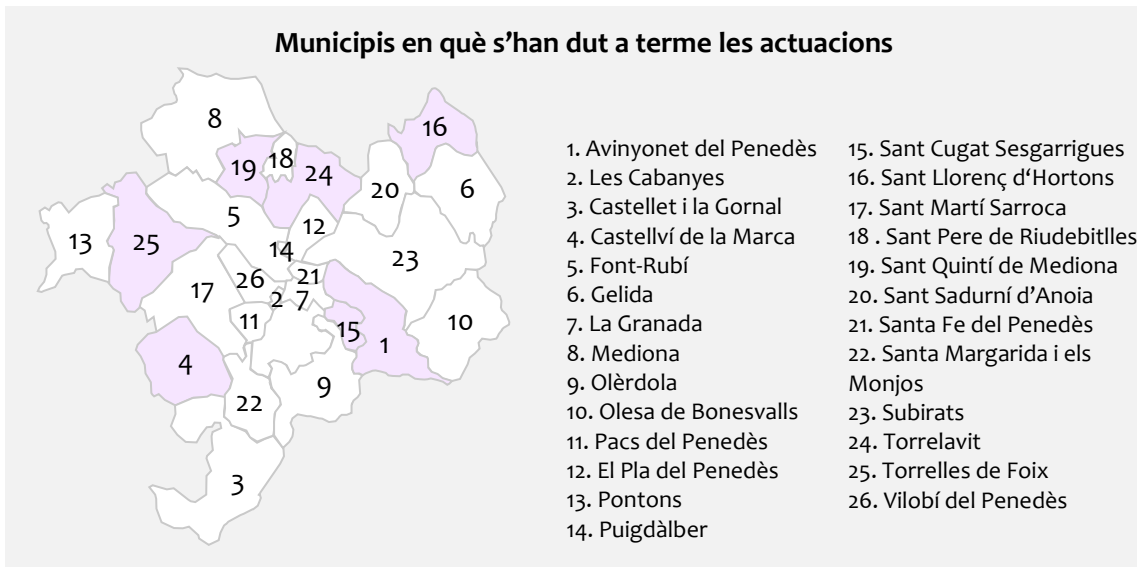 Municipis en què s’han dut a terme les actuacions
8
16
19
18
24
20
6
5
12
13
25
14
23
26
21
17
2
7
11
15
10
1
4
9
22
3
1. Avinyonet del Penedès
2. Les Cabanyes
3. Castellet i la Gornal
4. Castellví de la Marca
5. Font-Rubí
6. Gelida
7. La Granada
8. Mediona
9. Olèrdola
10. Olesa de Bonesvalls
11. Pacs del Penedès
12. El Pla del Penedès
13. Pontons
14. Puigdàlber
15. Sant Cugat Sesgarrigues
16. Sant Llorenç d‘Hortons
17. Sant Martí Sarroca
18 . Sant Pere de Riudebitlles
19. Sant Quintí de Mediona
20. Sant Sadurní d’Anoia
21. Santa Fe del Penedès
22. Santa Margarida i els
Monjos
23. Subirats
24. Torrelavit
25. Torrelles de Foix
26. Vilobí del Penedès